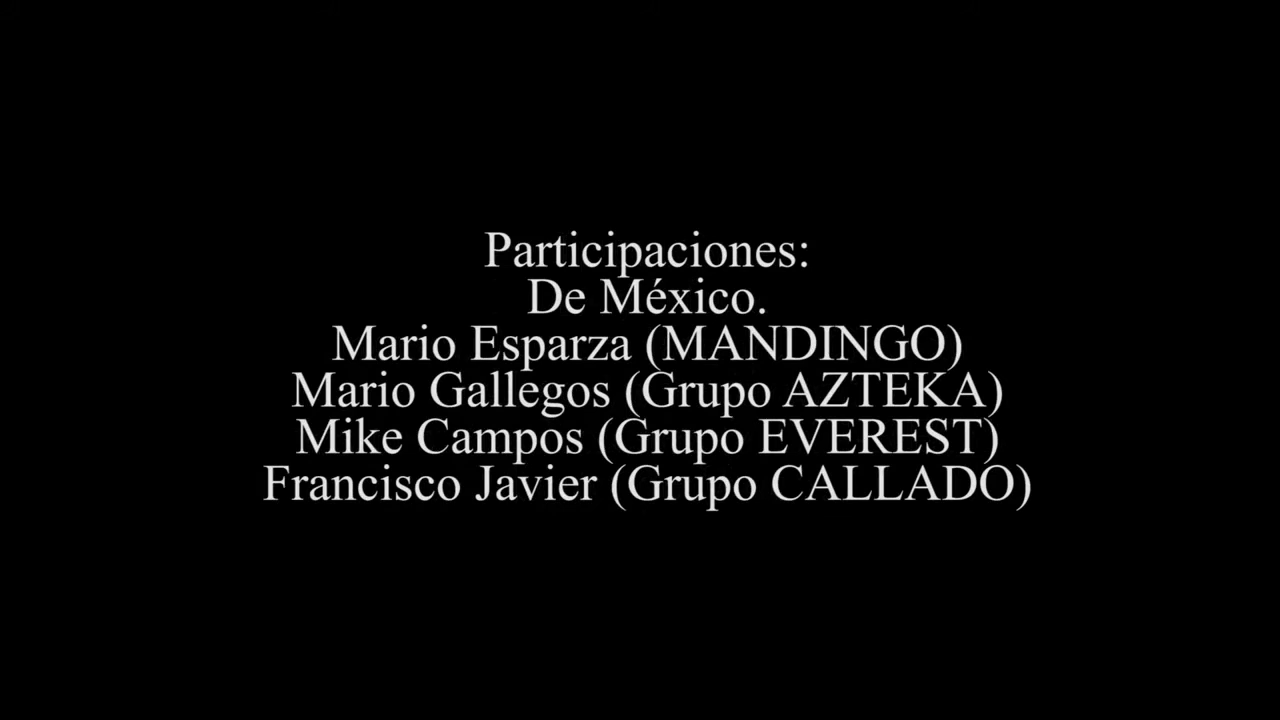 Participaciones:
De México.
Mario Esparza (MANDINGO)
Mario Gallegos (Grupo AZTEKA)
Mike Campos (Grupo EVEREST)
Francisco Javier (Grupo CALLADO)